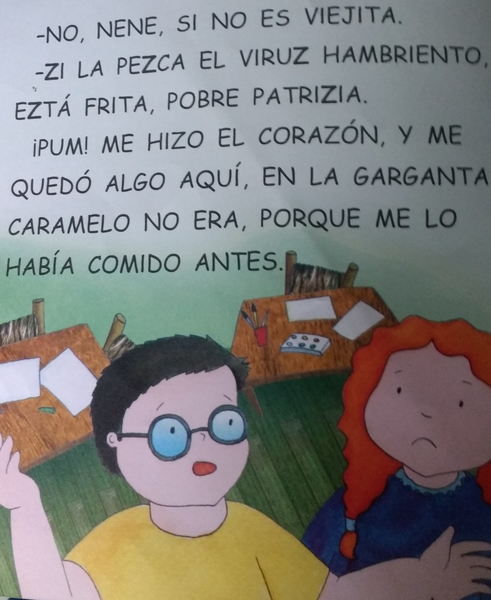 -NO, NENE, SI NO ES VIEJITA.
-ZI LA PEZCA EL VIRUZ HAMBRIENTO,
EZTÁ FRITA, POBRE PATRIZIA.
¡PUM! ME HIZO EL CORAZÓN, Y ME
QUEDÓ ALGO AQUÍ, EN LA GARGANTA
CARAMELO NO ERA, PORQUE ME LO
HABÍA COMIDO ANTES.